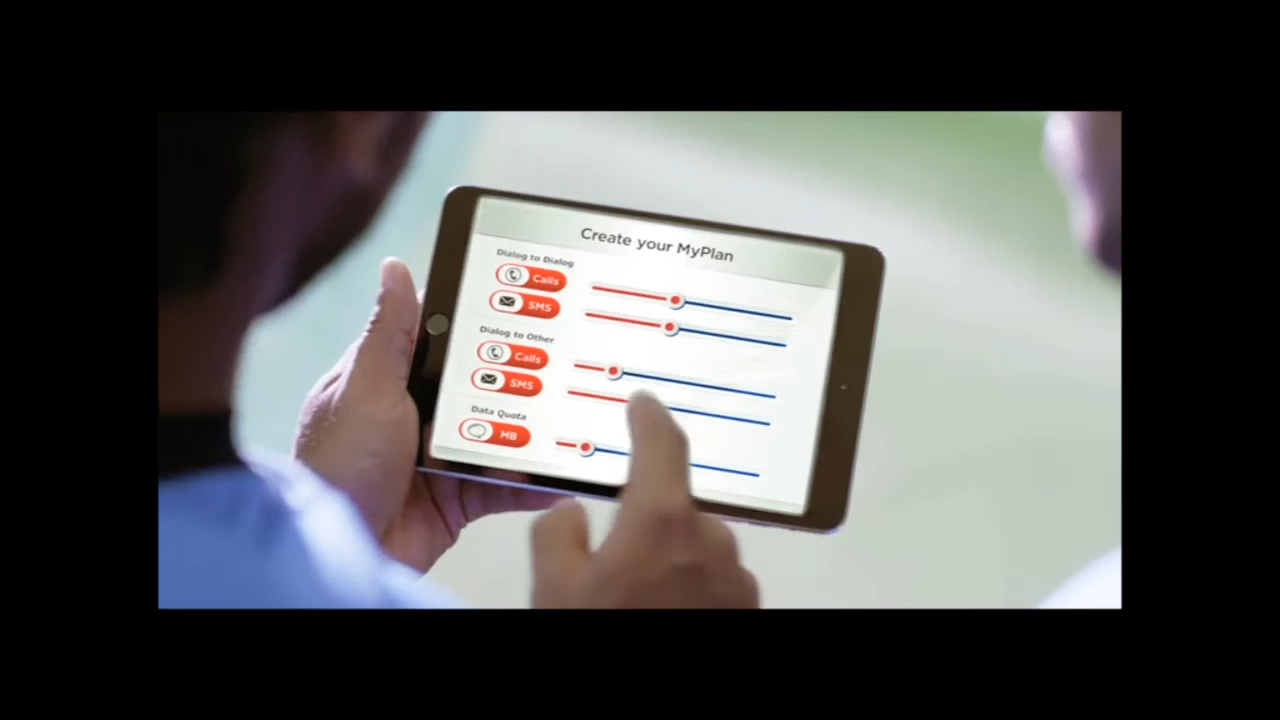 Create your MyPlan
Dialog to Dialog
Calls
SMS
Dialog to Other
Calls
SMS
Data Quota
MB